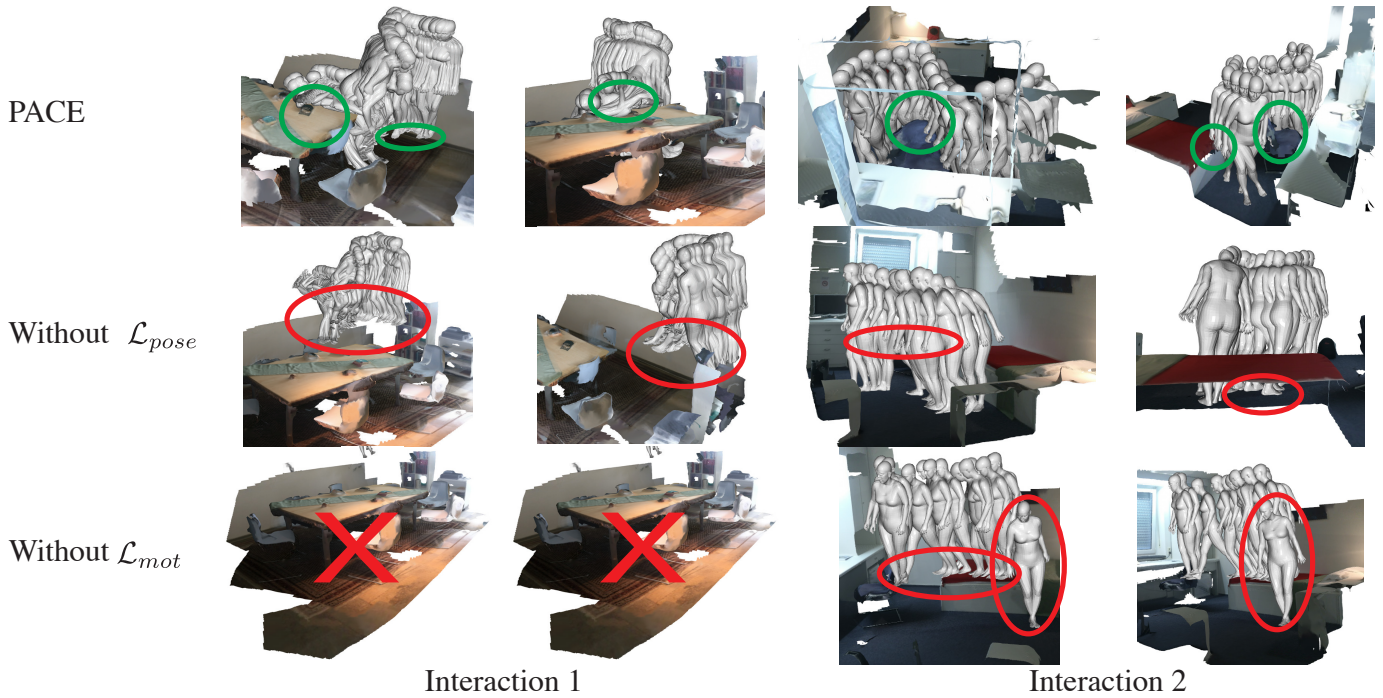 PACE
Without $\mathcal{L}_{pose}$
Without $\mathcal{L}_{mot}$
Interaction 1
Interaction 2